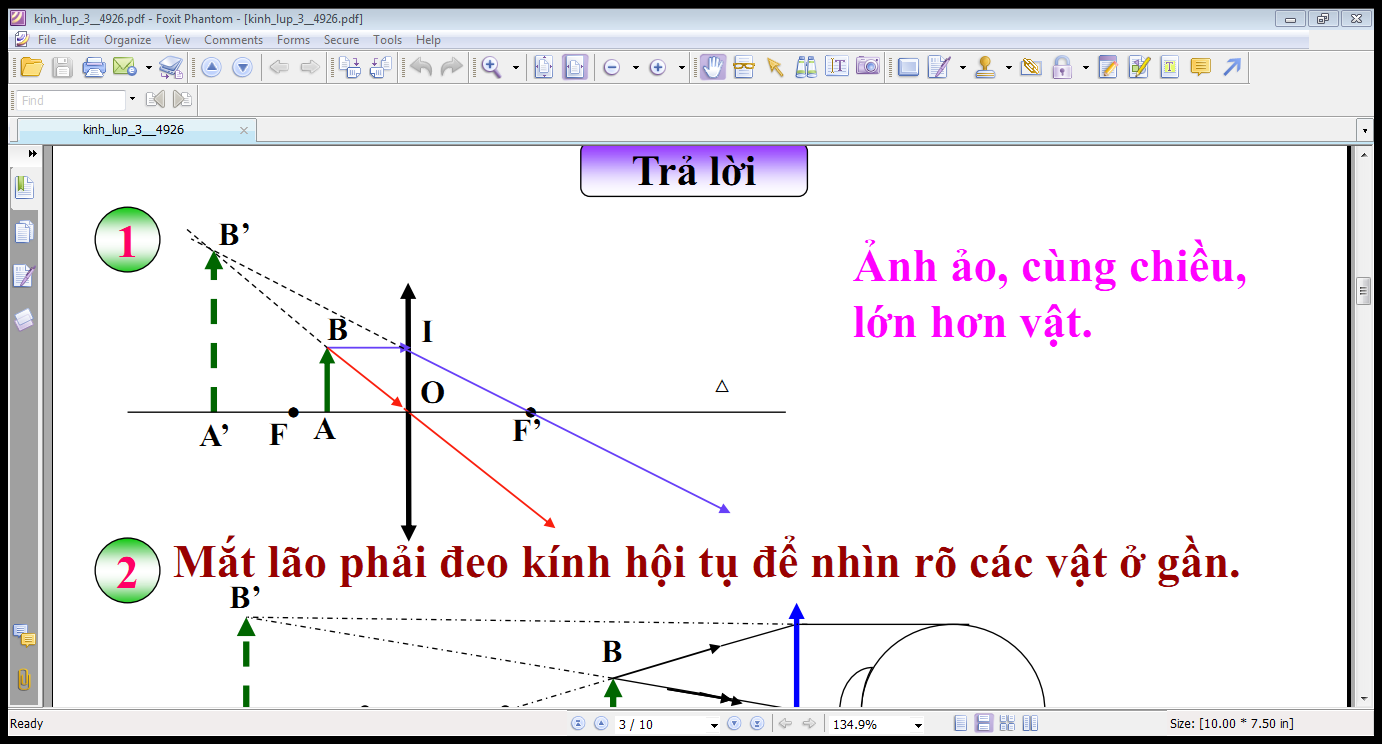 kinh_lup_3__4926.pdf - Foxit Phantom - [kinh_lup_3__4926.pdf]
File Edit Organize View Comments Forms Secure Tools Help
Find
kinh_lup_3__4926
Trả lời
1
B’
B
I
O
A’
F
A
F’
Ảnh ảo, cùng chiều,
lớn hơn vật.
2
Mắt lão phải đeo kính hội tụ để nhìn rõ các vật ở gần.
B’
B
Ready
3 / 10
134.9%
Size: [10.00 * 7.50 in]